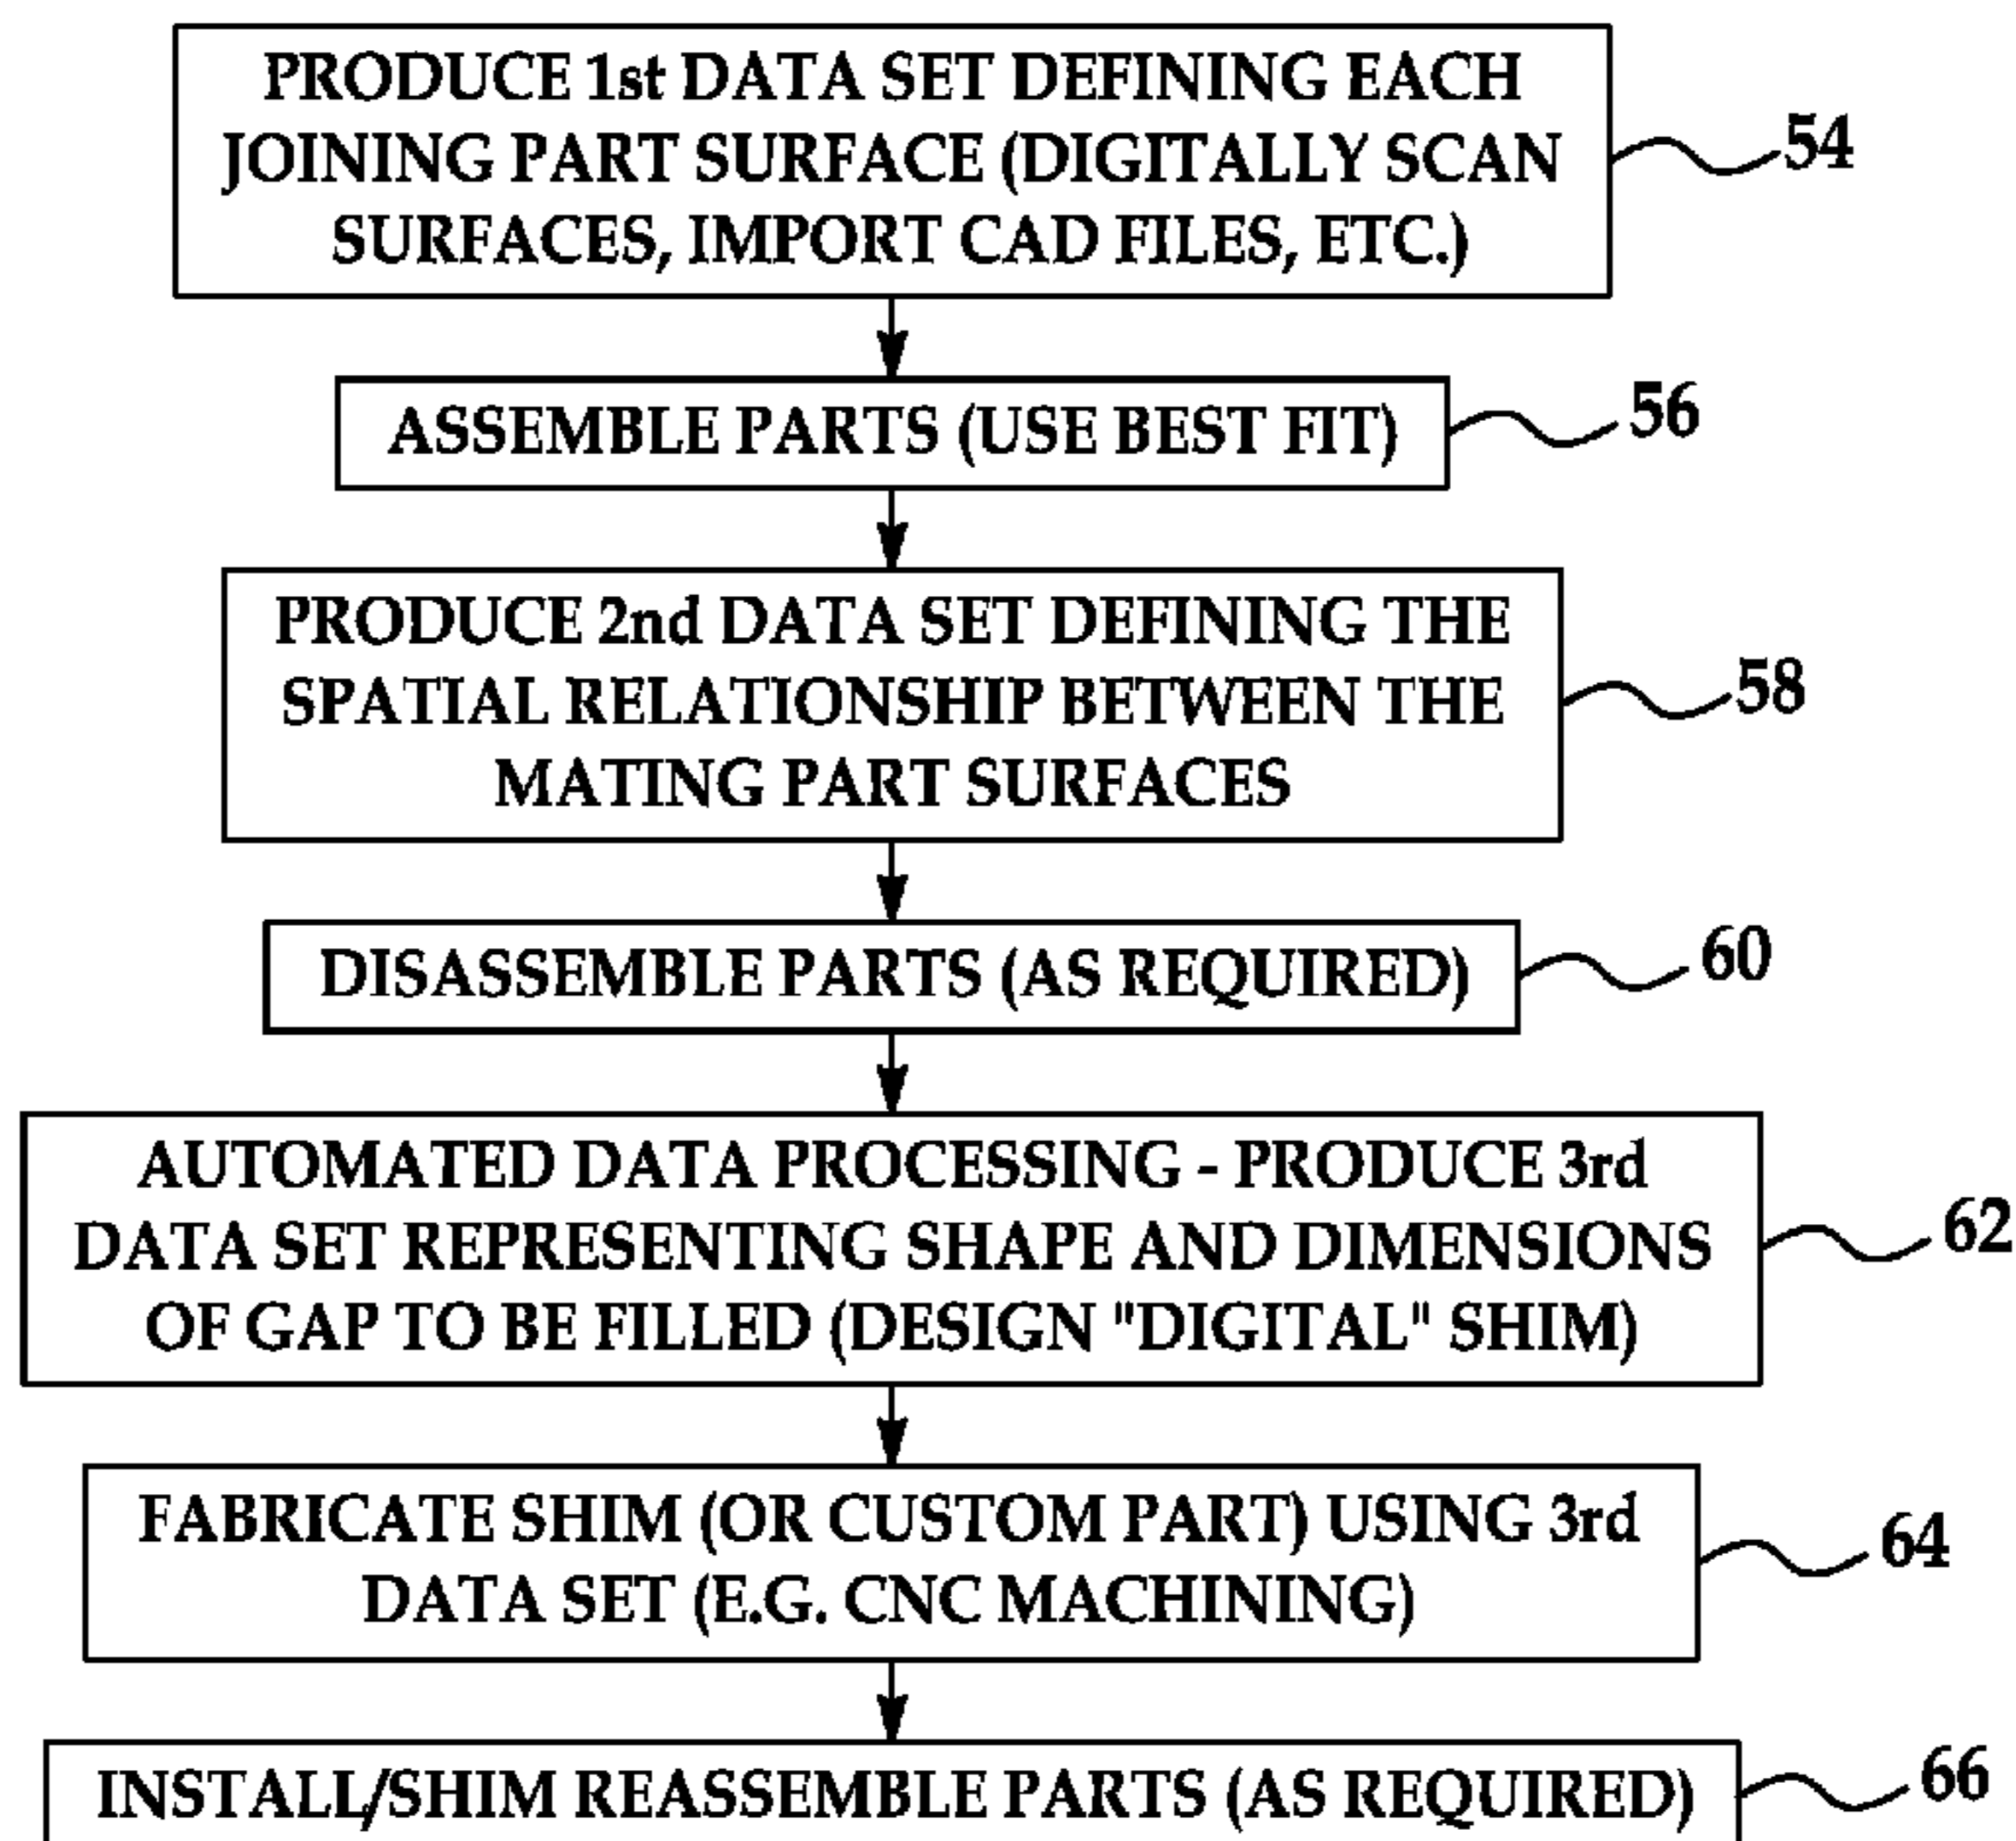 PRODUCE 1st DATA SET DEFINING EACH
JOINING PART SURFACE (DIGITALLY SCAN
SURFACES, IMPORT CAD FILES, ETC.)
54
ASSEMBLE PARTS (USE BEST FIT)
56
PRODUCE 2nd DATA SET DEFINING THE
SPATIAL RELATIONSHIP BETWEEN THE
MATING PART SURFACES
58
DISASSEMBLE PARTS (AS REQUIRED)
60
AUTOMATED DATA PROCESSING - PRODUCE 3rd
DATA SET REPRESENTING SHAPE AND DIMENSIONS
OF GAP TO BE FILLED (DESIGN "DIGITAL" SHIM)
62
FABRICATE SHIM (OR CUSTOM PART) USING 3rd
DATA SET (E.G. CNC MACHINING)
64
INSTALL/SHIM REASSEMBLE PARTS (AS REQUIRED)
66